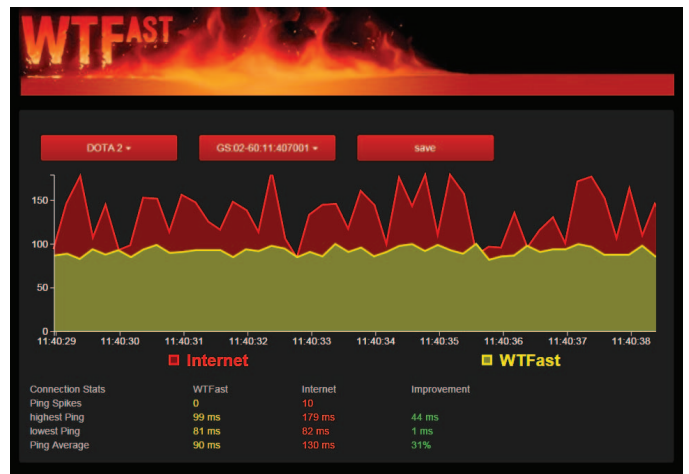 WTFAST
DOTA 2
GS:02-60:11:407001
save
150
100
50
0
11:40:29 11:40:30 11:40:31 11:40:32 11:40:33 11:40:34 11:40:35 11:40:36 11:40:37 11:40:38
Internet WTFast
Connection Stats WTFast Internet Improvement
Ping Spikes 0 10
highest Ping 99 ms 179 ms 44 ms
lowest Ping 81 ms 82 ms 1 ms
Ping Average 90 ms 130 ms 31%